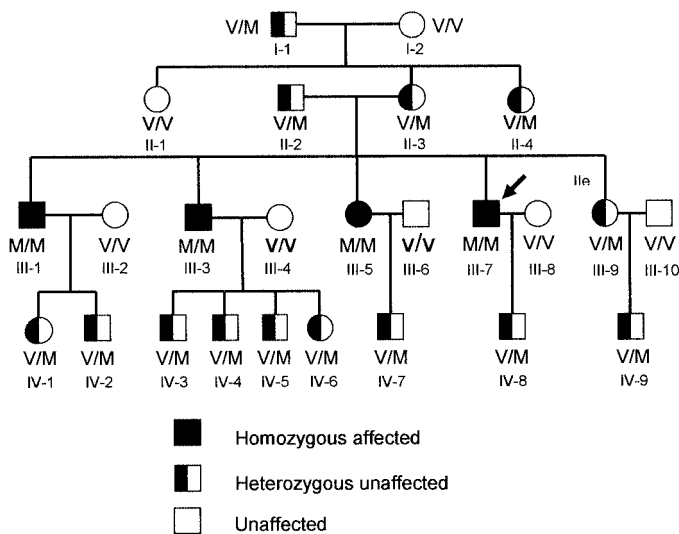 V/M V/V
I-1 I-2
V/V V/M V/M V/M
II-1 II-2 II-3 II-4
IIe
M/M V/V M/M V/V M/M V/V M/M V/V V/M V/V
III-1 III-2 III-3 III-4 III-5 III-6 III-7 III-8 III-9 III-10
V/M V/M V/M V/M V/M V/M V/M V/M V/M
IV-1 IV-2 IV-3 IV-4 IV-5 IV-6 IV-7 IV-8 IV-9
Homozygous affected
Heterozygous unaffected
Unaffected